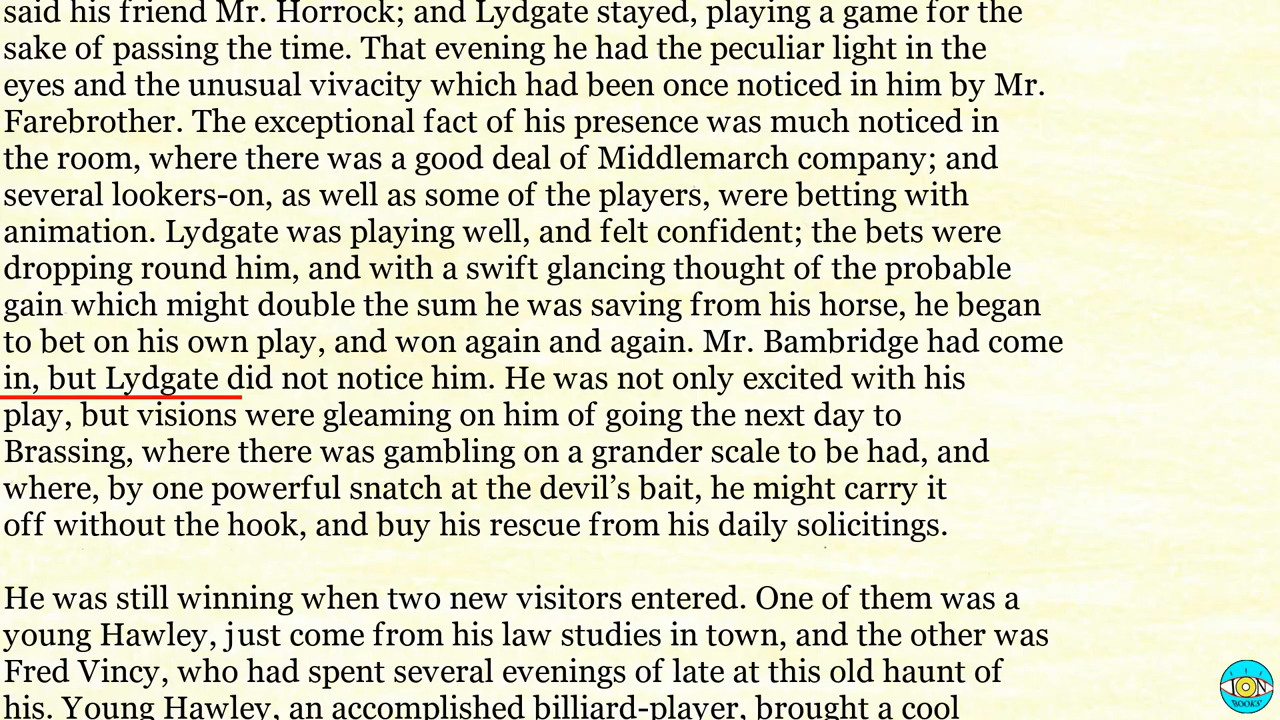 said his friend Mr. Horrock; and Lydgate stayed, playing a game for the
sake of passing the time. That evening he had the peculiar light in the
eyes and the unusual vivacity which had been once noticed in him by Mr.
Farebrother. The exceptional fact of his presence was much noticed in
the room, where there was a good deal of Middlemarch company; and
several lookers-on, as well as some of the players, were betting with
animation. Lydgate was playing well, and felt confident; the bets were
dropping round him, and with a swift glancing thought of the probable
gain which might double the sum he was saving from his horse, he began
to bet on his own play, and won again and again. Mr. Bambridge had come
in, but Lydgate did not notice him. He was not only excited with his
play, but visions were gleaming on him of going the next day to
Brassing, where there was gambling on a grander scale to be had, and
where, by one powerful snatch at the devil’s bait, he might carry it
off without the hook, and buy his rescue from his daily solicitings.
He was still winning when two new visitors entered. One of them was a
young Hawley, just come from his law studies in town, and the other was
Fred Vincy, who had spent several evenings of late at this old haunt of
his. Young Hawley, an accomplished billiard-player, brought a cool
ION
BOOKS